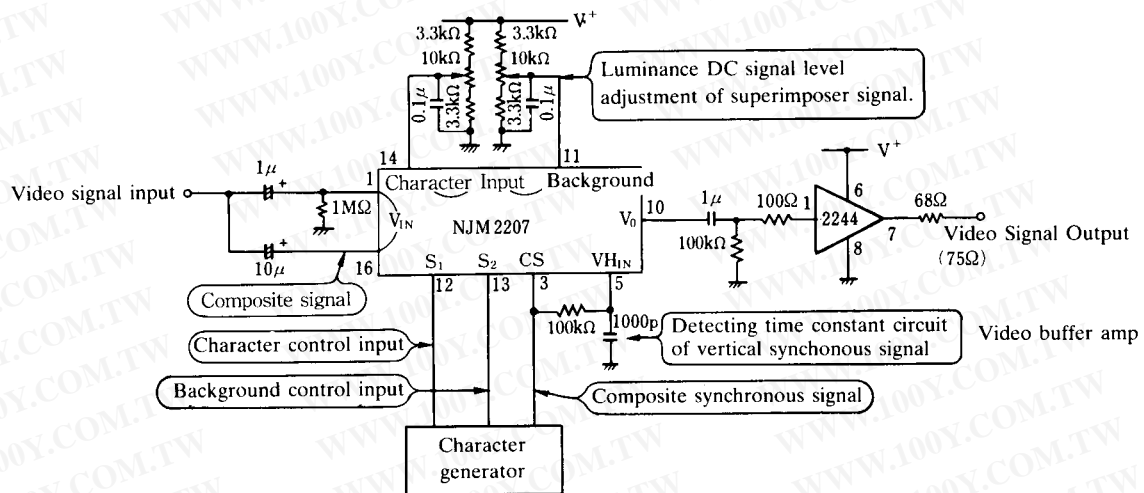 V+
3.3kΩ
3.3kΩ
10kΩ
10kΩ
0.1μ
3.3kΩ
3.3kΩ
0.1μ
Luminance DC signal level
adjustment of superimposer signal.
14
11
1μ
+
1
Character Input Background
Video signal input
1MΩ
VIN
NJM2207
V0
10
1μ
100Ω
1
2244
V+
6
68Ω
7
8
Video Signal Output
(75Ω)
100kΩ
10μ
+
16
S1
S2
CS
VHIN
12
13
3
5
Composite signal
100kΩ
1000p
Detecting time constant circuit
of vertical synchonous signal
Video buffer amp
Character control input
Background control input
Composite synchronous signal
Character
generator
WWW.100Y.COM.TW